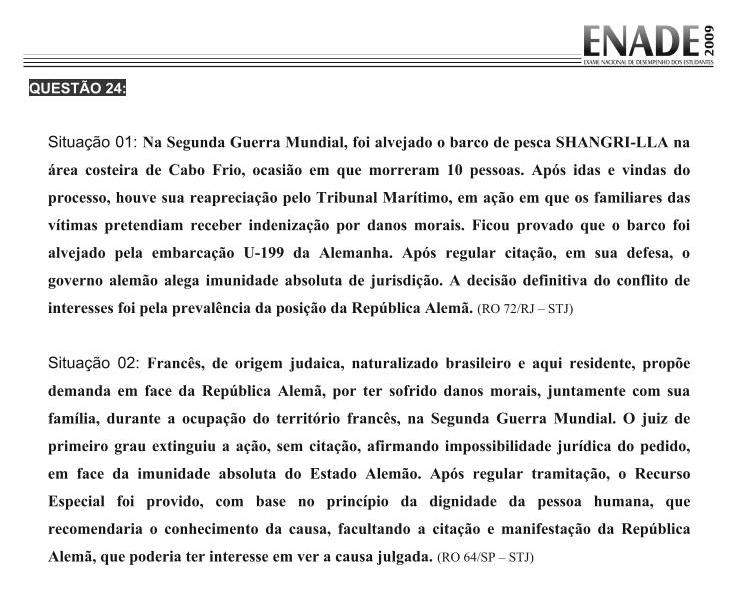 ENADE 2009
EXAME NACIONAL DE DESEMPENHO DOS ESTUDANTES
QUESTÃO 24:
Situação 01: Na Segunda Guerra Mundial, foi alvejado o barco de pesca SHANGRI-LLA na
área costeira de Cabo Frio, ocasião em que morreram 10 pessoas. Após idas e vindas do
processo, houve sua reapreciação pelo Tribunal Marítimo, em ação em que os familiares das
vítimas pretendiam receber indenização por danos morais. Ficou provado que o barco foi
alvejado pela embarcação U-199 da Alemanha. Após regular citação, em sua defesa, o
governo alemão alega imunidade absoluta de jurisdição. A decisão definitiva do conflito de
interesses foi pela prevalência da posição da República Alemã. (RO 72/RJ – STJ)
Situação 02: Francês, de origem judaica, naturalizado brasileiro e aqui residente, propõe
demanda em face da República Alemã, por ter sofrido danos morais, juntamente com sua
família, durante a ocupação do território francês, na Segunda Guerra Mundial. O juiz de
primeiro grau extinguiu a ação, sem citação, afirmando impossibilidade jurídica do pedido,
em face da imunidade absoluta do Estado Alemão. Após regular tramitação, o Recurso
Especial foi provido, com base no princípio da dignidade da pessoa humana, que
recomendaria o conhecimento da causa, facultando a citação e manifestação da República
Alemã, que poderia ter interesse em ver a causa julgada. (RO 64/SP – STJ)